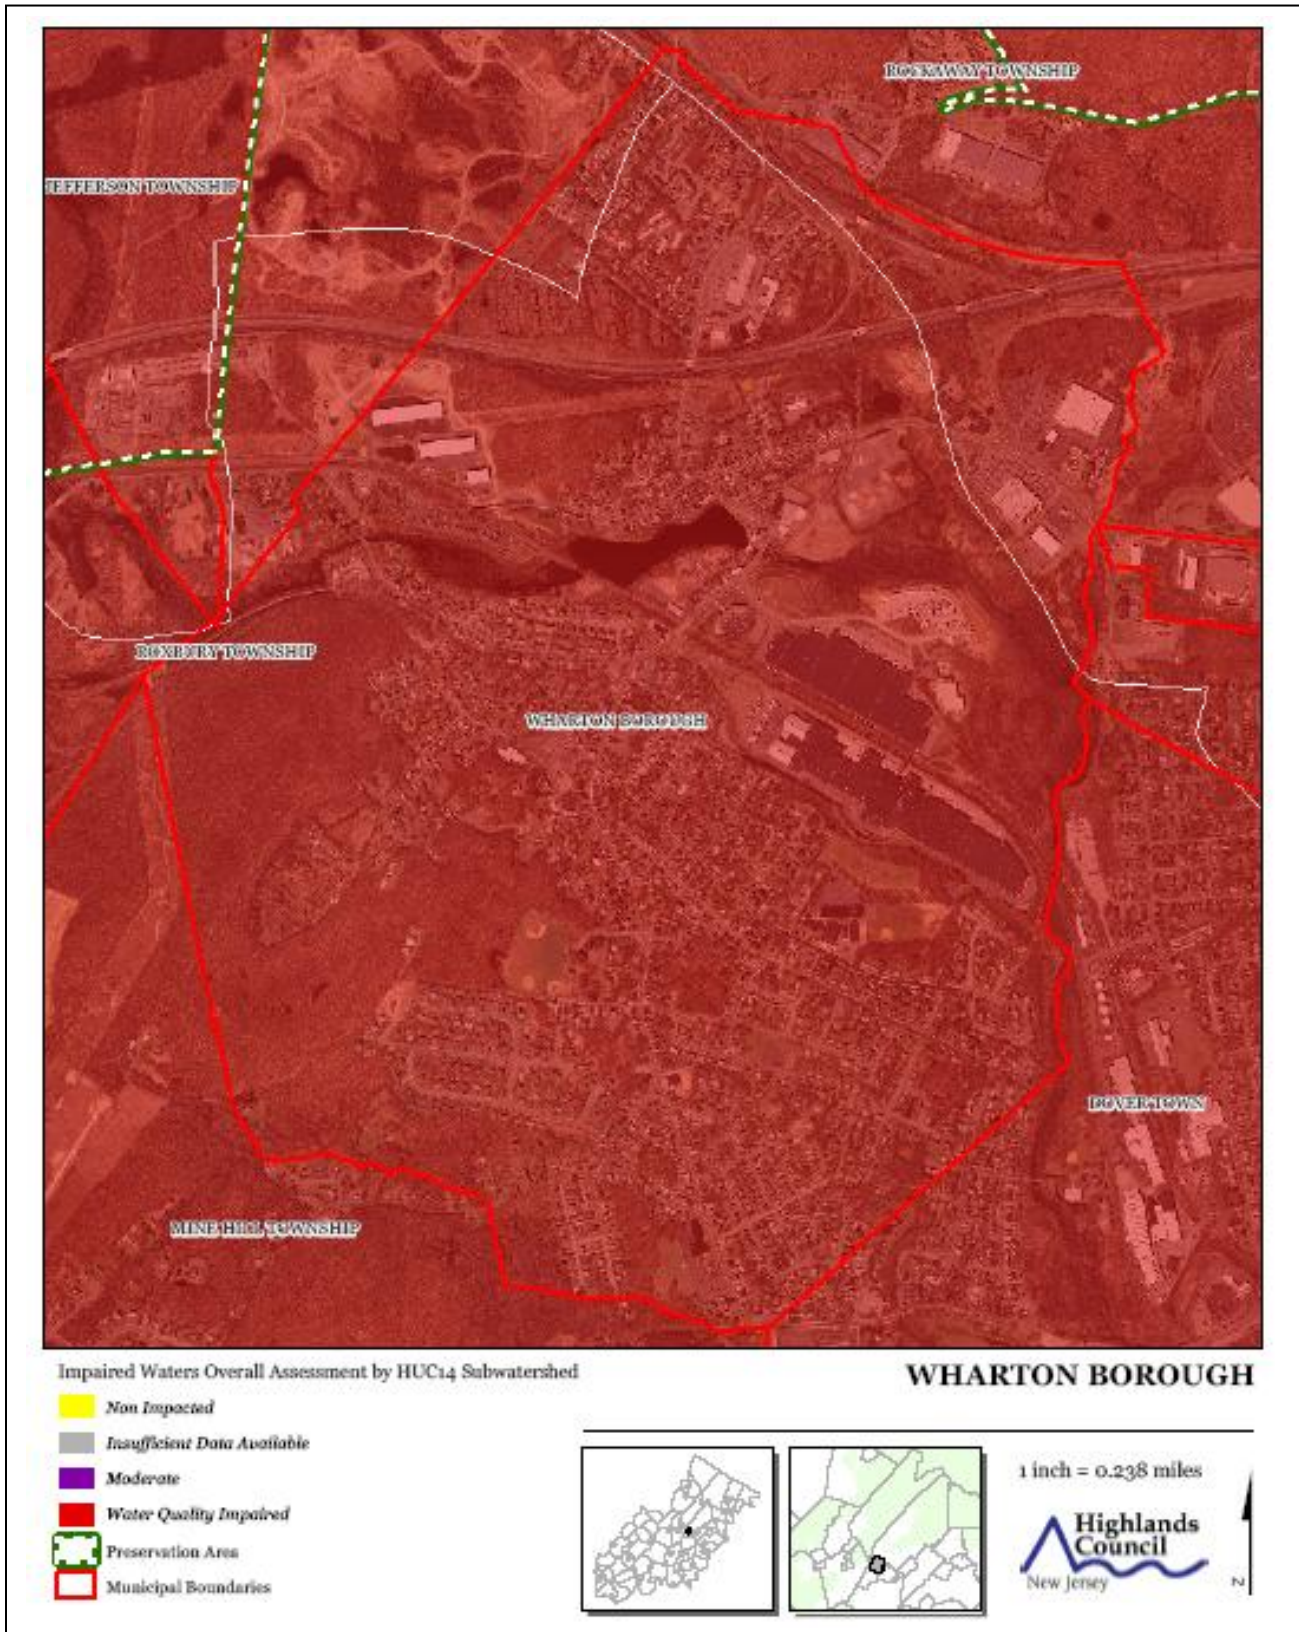 ROCKAWAY TOWNSHIP
JEFFERSON TOWNSHIP
ROXBURY TOWNSHIP
WHARTON BOROUGH
DOVER TOWN
MINE HILL TOWNSHIP
Impaired Waters Overall Assessment by HUC14 Subwatershed
Non Impacted
Insufficient Data Available
Moderate
Water Quality Impaired
Preservation Area
Municipal Boundaries
WHARTON BOROUGH
1 inch = 0.238 miles
Highlands
Council
New Jersey
N